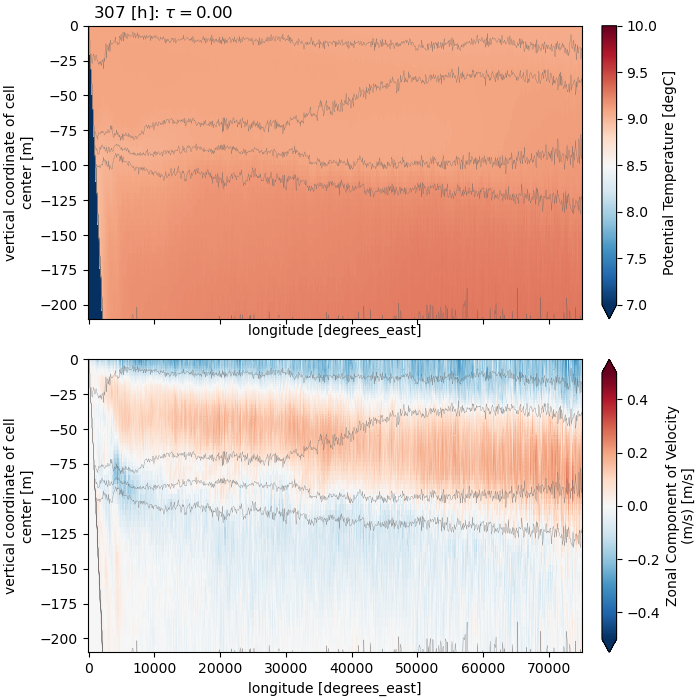 307 [h]: τ = 0.00
0
−25
−50
−75
−100
−125
−150
−175
−200
vertical coordinate of cell
center [m]
longitude [degrees_east]
10.0
9.5
9.0
8.5
8.0
7.5
7.0
Potential Temperature [degC]
0
−25
−50
−75
−100
−125
−150
−175
−200
vertical coordinate of cell
center [m]
0 10000 20000 30000 40000 50000 60000 70000
longitude [degrees_east]
0.4
0.2
0.0
−0.2
−0.4
Zonal Component of Velocity
(m/s) [m/s]